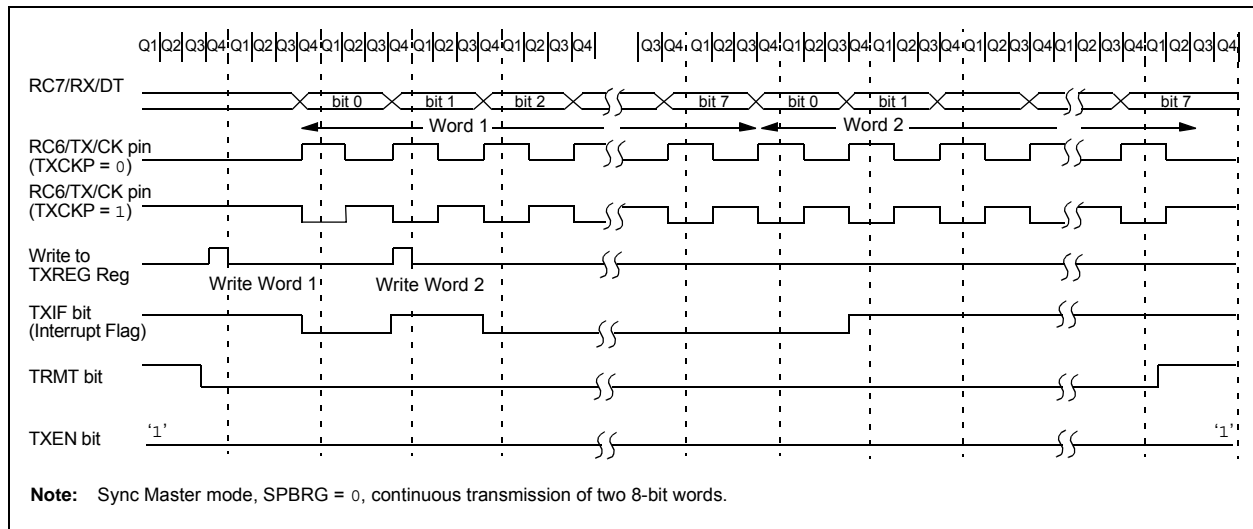 Q1 Q2 Q3 Q4 Q1 Q2 Q3 Q4 Q1 Q2 Q3 Q4 Q1 Q2 Q3 Q4 Q1 Q2 Q3 Q4 Q3 Q4 Q1 Q2 Q3 Q4 Q1 Q2 Q3 Q4 Q1 Q2 Q3 Q4 Q1 Q2 Q3 Q4 Q1 Q2 Q3 Q4 Q1 Q2 Q3 Q4
RC7/RX/DT
bit 0 bit 1 bit 2 bit 7 bit 0 bit 1 bit 7
Word 1 Word 2
RC6/TX/CK pin
(TXCKP = 0)
RC6/TX/CK pin
(TXCKP = 1)
Write to
TXREG Reg
Write Word 1 Write Word 2
TXIF bit
(Interrupt Flag)
TRMT bit
TXEN bit
‘1’ ‘1’
Note: Sync Master mode, SPBRG = 0, continuous transmission of two 8-bit words.